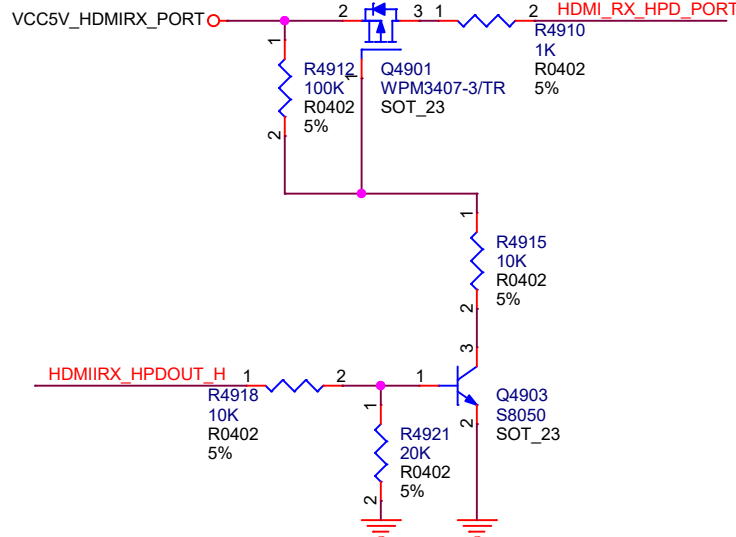 VCC5V_HDMIRX_PORT
2
3
1
2
HDMI_RX_HPD_PORT
R4910
1K
R0402
5%
1
R4912
100K
R0402
5%
2
1
Q4901
WPM3407-3/TR
SOT_23
1
R4915
10K
R0402
5%
2
HDMIIRX_HPDOUT_H
1
2
R4918
10K
R0402
5%
1
3
Q4903
S8050
SOT_23
2
1
R4921
20K
R0402
5%
2